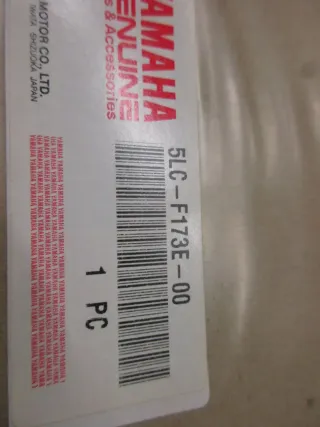 YAMAHA
GENUINE
s & Accessories
MOTOR CO., LTD.
IWATA SHIZUOKA JAPAN
5LC-F173E-00
1 PC